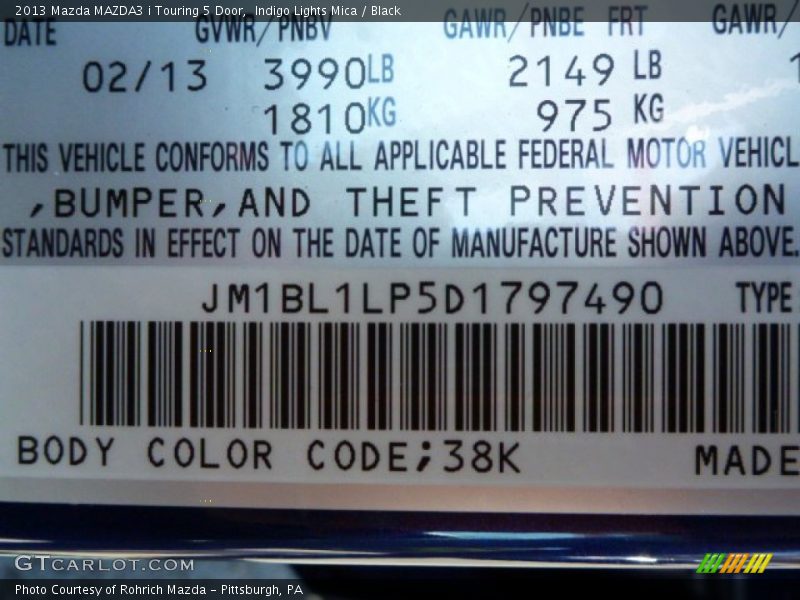 2013 Mazda MAZDA3 i Touring 5 Door, Indigo Lights Mica / Black
DATE GVWR/PNBV GAWR/PNBE FRT GAWR/
02/13 3990LB 2149 LB
1810KG 975 KG
THIS VEHICLE CONFORMS TO ALL APPLICABLE FEDERAL MOTOR VEHICL
,BUMPER,AND THEFT PREVENTION
STANDARDS IN EFFECT ON THE DATE OF MANUFACTURE SHOWN ABOVE.
JM1BL1LP5D1797490 TYPE
BODY COLOR CODE;38K MADE
GTCARLOT.COM
Photo Courtesy of Rohrich Mazda - Pittsburgh, PA